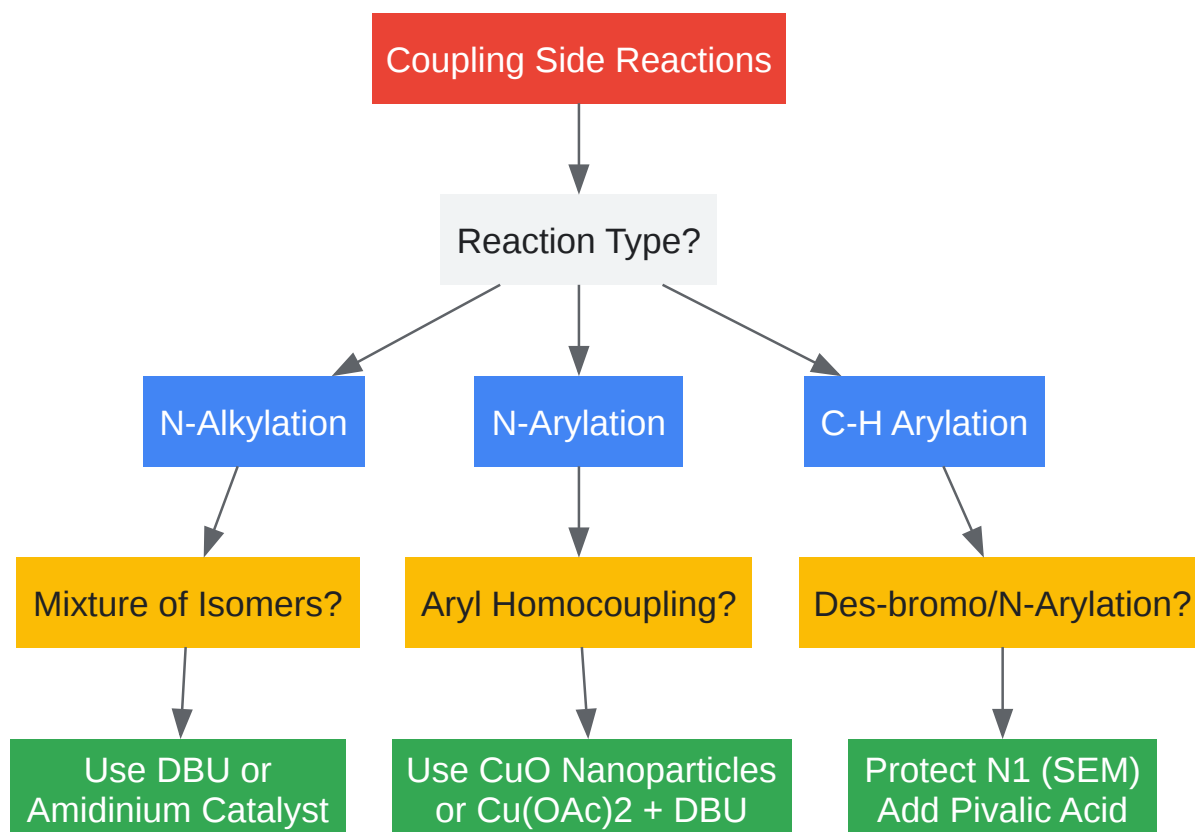 Coupling Side Reactions
Reaction Type?
N-Alkylation
N-Arylation
C-H Arylation
Mixture of Isomers?
Aryl Homocoupling?
Des-bromo/N-Arylation?
Use DBU or
Amidinium Catalyst
Use CuO Nanoparticles
or Cu(OAc)2 + DBU
Protect N1 (SEM)
Add Pivalic Acid